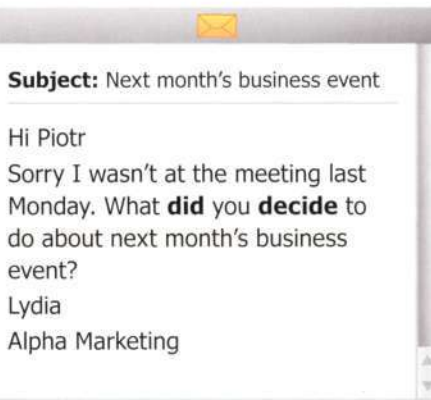 Subject: Next month's business event
Hi Piotr
Sorry I wasn't at the meeting last
Monday. What did you decide to
do about next month's business
event?
Lydia
Alpha Marketing